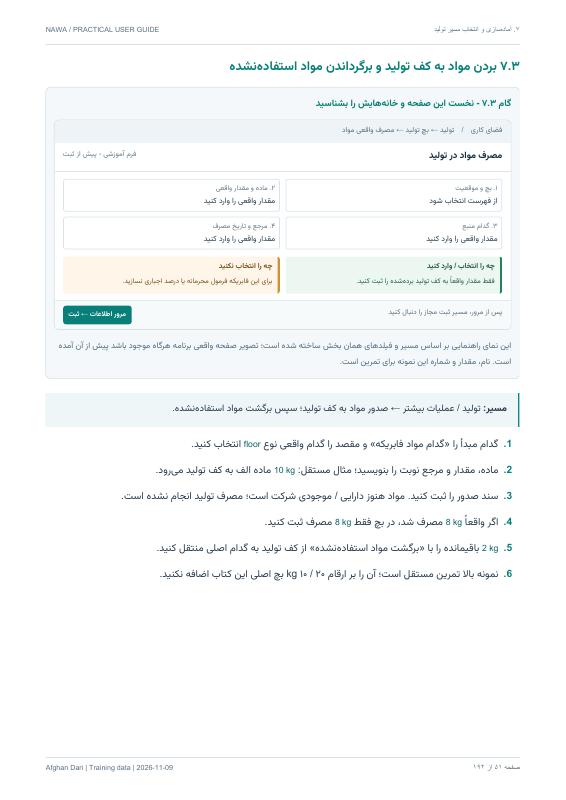 NAWA / PRACTICAL USER GUIDE
۷. آماده‌سازی و انتخاب مسیر تولید
۷.۳ بردن مواد به کف تولید و برگرداندن مواد استفاده‌نشده
گام ۷.۳ - نخست این صفحه و خانه‌هایش را بشناسید
فضای کاری / تولید ← بچ تولید ← مصرف واقعی مواد
مصرف مواد در تولید
فرم آموزشی - پیش از ثبت
۱. بچ و موقعیت
از فهرست انتخاب شود
۲. ماده و مقدار واقعی
مقدار واقعی را وارد کنید
۳. گدام منبع
مقدار واقعی را وارد کنید
۴. مرجع و تاریخ مصرف
مقدار واقعی را وارد کنید
چه را انتخاب / وارد کنید
فقط مقدار واقعاً به کف تولید برده‌شده را ثبت کنید.
چه را انتخاب نکنید
برای این فابریکه فرمول محرمانه یا درصد اجباری نسازید.
پس از مرور، مسیر ثبت مجاز را دنبال کنید
مرور اطلاعات ← ثبت
این نمای راهنمایی بر اساس مسیر و فیلدهای همان بخش ساخته شده است؛ تصویر صفحه واقعی برنامه هرگاه موجود باشد پیش از آن آمده
است. نام، مقدار و شماره این نمونه برای تمرین است.
مسیر: تولید / عملیات بیشتر ← صدور مواد به کف تولید؛ سپس برگشت مواد استفاده‌نشده.
1. گدام مبدأ را «گدام مواد فابریکه» و مقصد را گدام واقعی نوع floor انتخاب کنید.
2. ماده، مقدار و مرجع نوبت را بنویسید؛ مثال مستقل: 10 kg ماده الف به کف تولید می‌رود.
3. سند صدور را ثبت کنید. مواد هنوز دارایی / موجودی شرکت است؛ مصرف تولید انجام نشده است.
4. اگر واقعاً 8 kg مصرف شد، در بچ فقط 8 kg مصرف ثبت کنید.
5. 2 kg باقیمانده را با «برگشت مواد استفاده‌نشده» از کف تولید به گدام اصلی منتقل کنید.
6. نمونه بالا تمرین مستقل است؛ آن را بر ارقام ۲۰ / ۱۰ kg بچ اصلی این کتاب اضافه نکنید.
Afghan Dari | Training data | 2026-11-09
صفحه ۵۱ از ۱۹۴